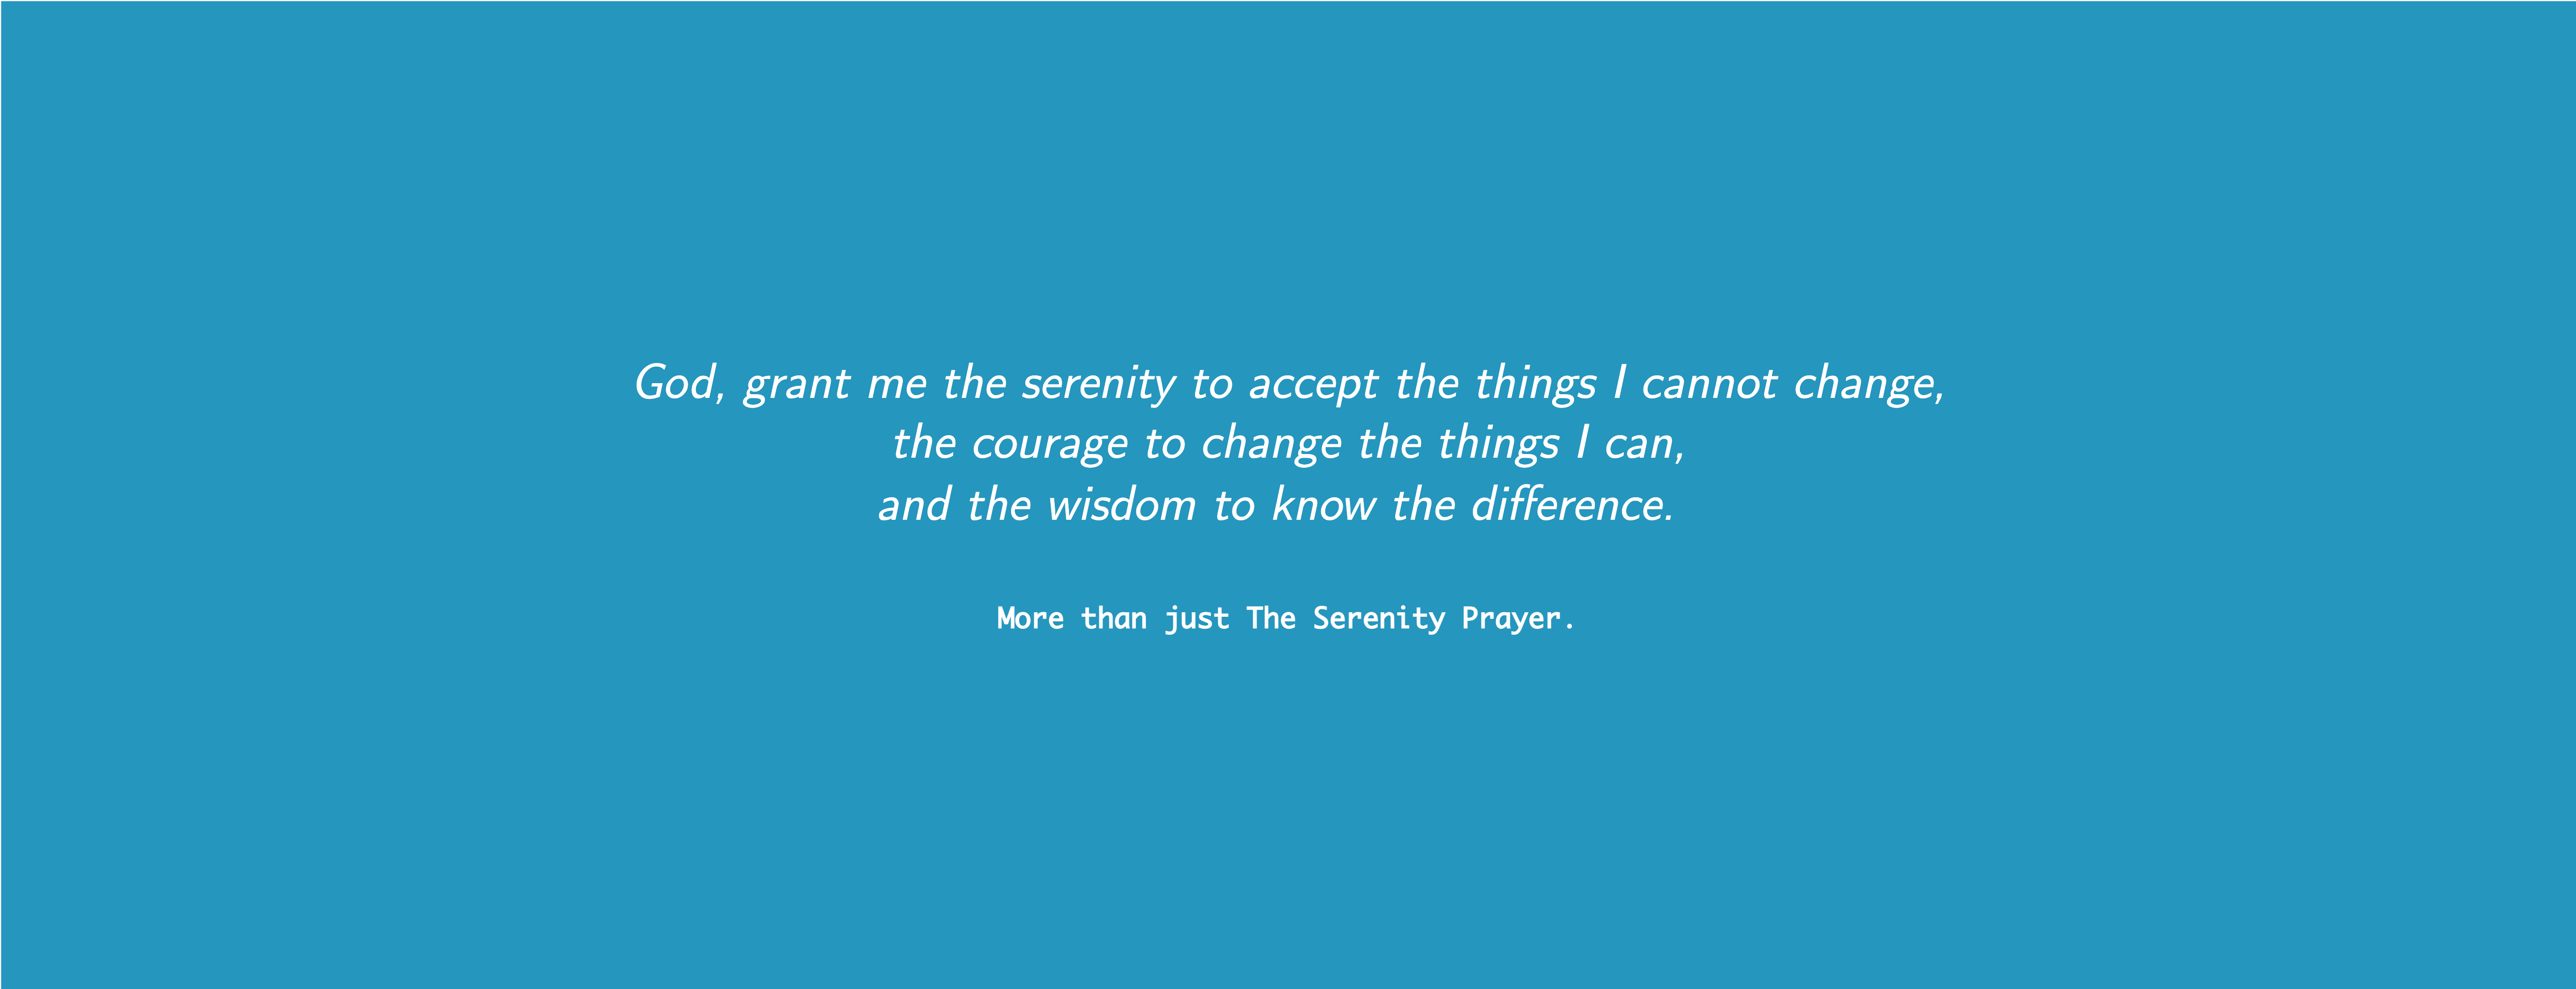 God, grant me the serenity to accept the things I cannot change,
the courage to change the things I can,
and the wisdom to know the difference.
More than just The Serenity Prayer.